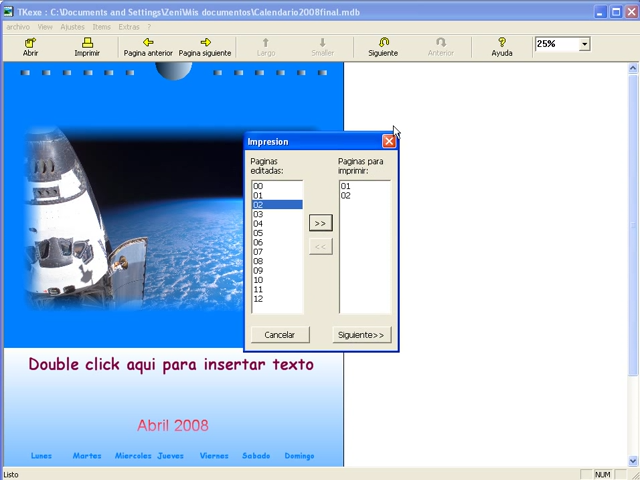 TKexe : C:\Documents and Settings\Zeni\Mis documentos\Calendario2008final.mdb
archivo View Ajustes Items Extras ?
Abrir Imprimir Pagina anterior Pagina siguiente Largo Smaller Siguiente Anterior Ayuda 25%
Impresion
Paginas editadas:
Paginas para imprimir:
00
01
02
03
04
05
06
07
08
09
10
11
12
01
02
>>
<<
Cancelar Siguiente>>
Double click aqui para insertar texto
Abril 2008
Lunes Martes Miercoles Jueves Viernes Sabado Domingo
Listo NUM